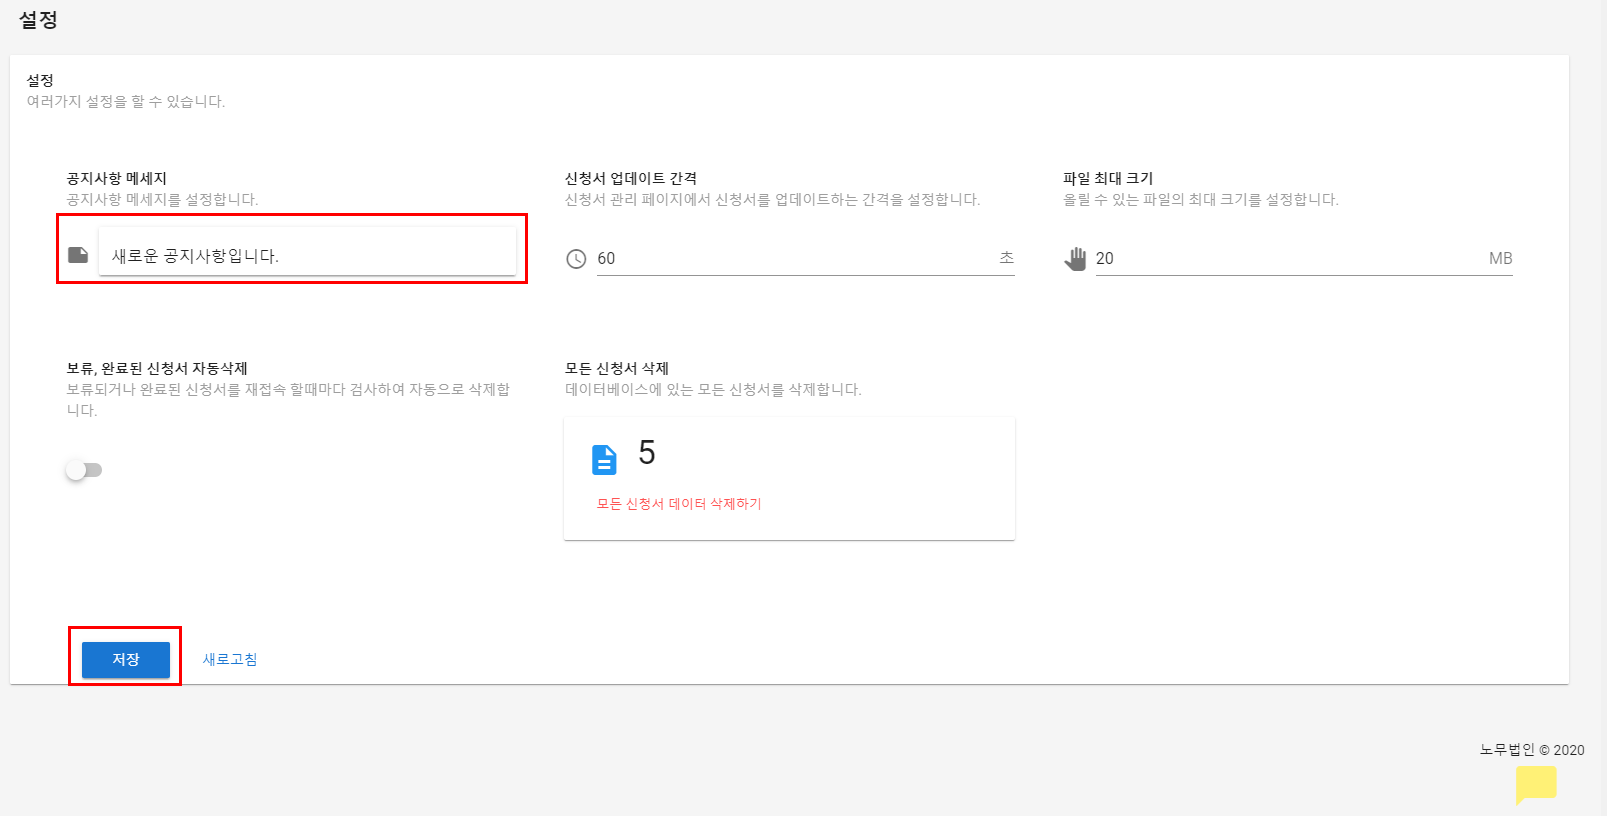 설정
설정
여러가지 설정을 할 수 있습니다.
공지사항 메세지
공지사항 메세지를 설정합니다.
새로운 공지사항입니다.
신청서 업데이트 간격
신청서 관리 페이지에서 신청서를 업데이트하는 간격을 설정합니다.
60 초
파일 최대 크기
올릴 수 있는 파일의 최대 크기를 설정합니다.
20 MB
보류, 완료된 신청서 자동삭제
보류되거나 완료된 신청서를 재접속 할때마다 검사하여 자동으로 삭제합
니다.
모든 신청서 삭제
데이터베이스에 있는 모든 신청서를 삭제합니다.
5
모든 신청서 데이터 삭제하기
저장
새로고침
노무법인 © 2020